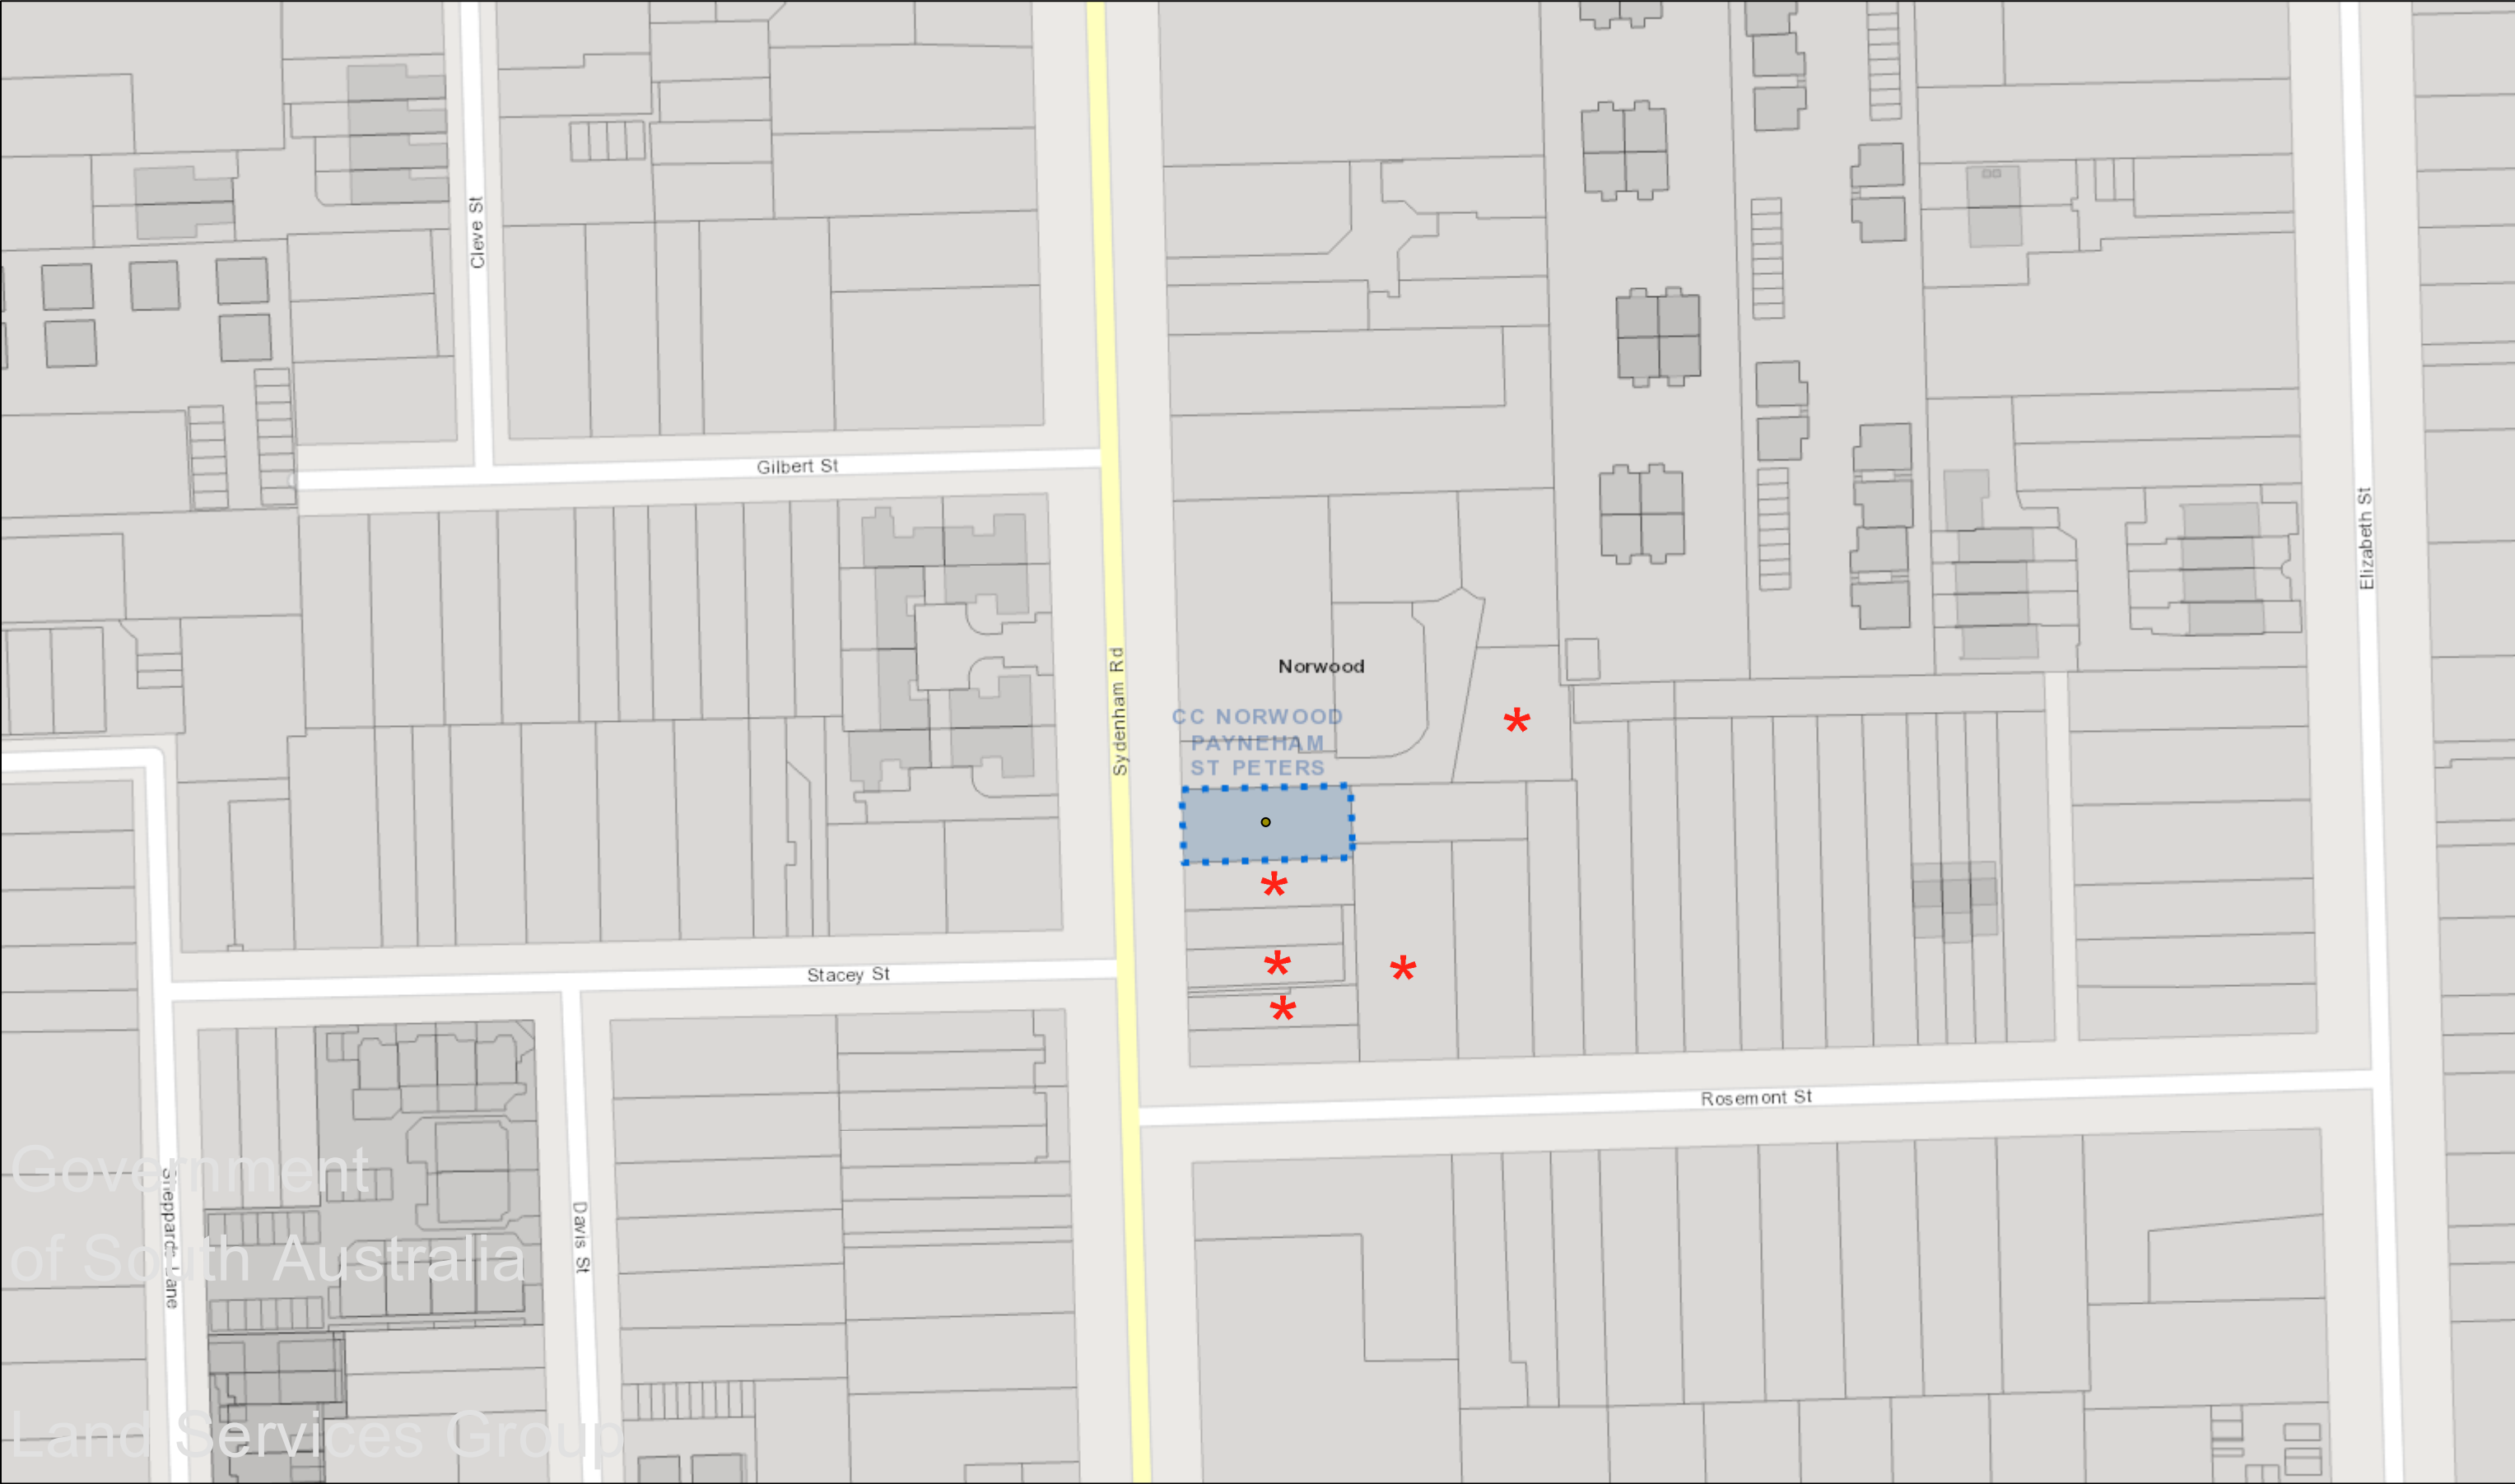 Cleve St
Gilbert St
Elizabeth St
Sydenham Rd
Norwood
CC NORWOOD
PAYNEHAM
ST PETERS
*
*
*
*
*
Stacey St
Rosemont St
Sheppards Lane
Davis St
Government
of South Australia
Land Services Group